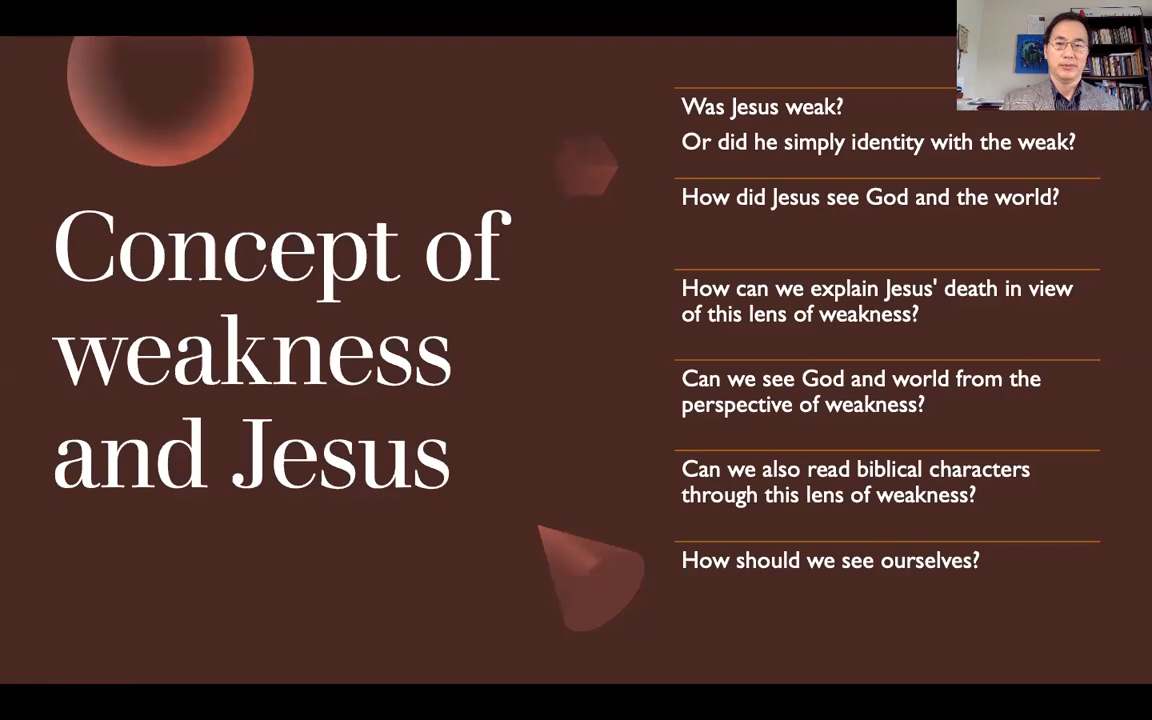 Concept of
weakness
and Jesus
Was Jesus weak?
Or did he simply identity with the weak?
How did Jesus see God and the world?
How can we explain Jesus' death in view
of this lens of weakness?
Can we see God and world from the
perspective of weakness?
Can we also read biblical characters
through this lens of weakness?
How should we see ourselves?